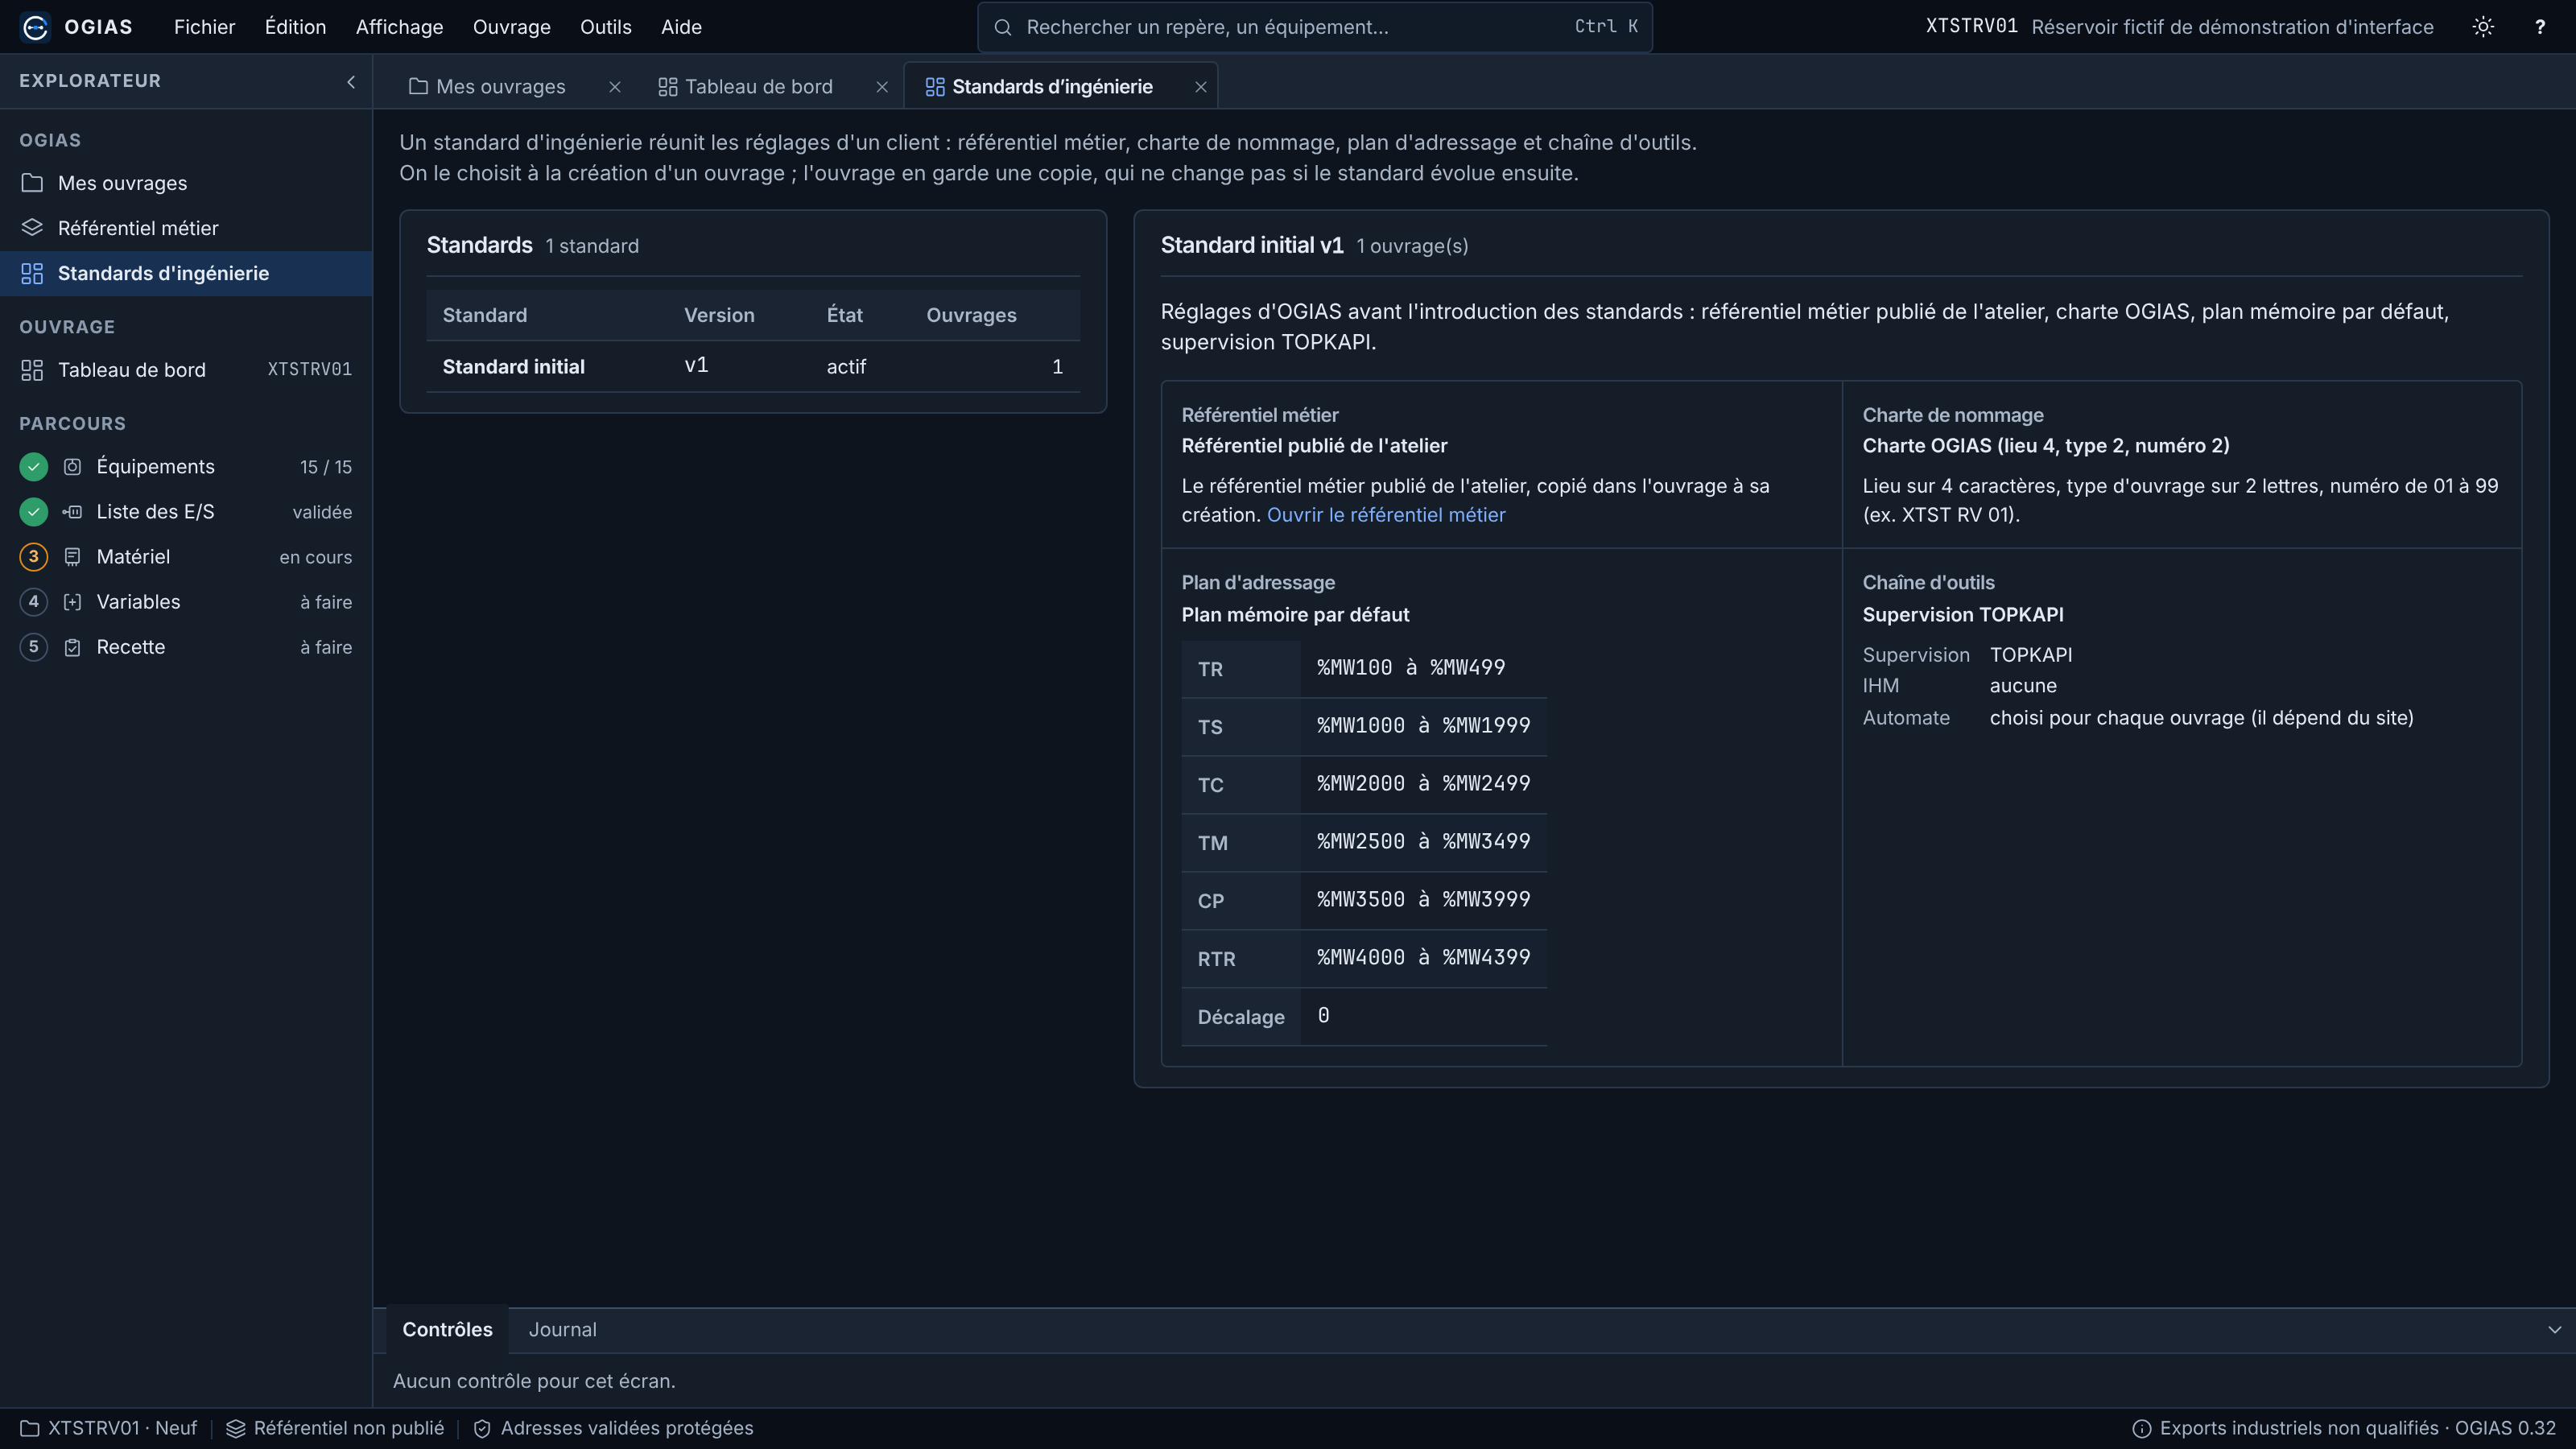 OGIAS Fichier Édition Affichage Ouvrage Outils Aide Rechercher un repère, un équipement... Ctrl K XTSTRV01 Réservoir fictif de démonstration d'interface ?
EXPLORATEUR
OGIAS
Mes ouvrages
Référentiel métier
Standards d'ingénierie
OUVRAGE
Tableau de bord XTSTRV01
PARCOURS
Équipements 15 / 15
Liste des E/S validée
3 Matériel en cours
4 Variables à faire
5 Recette à faire
Mes ouvrages Tableau de bord Standards d’ingénierie
Un standard d'ingénierie réunit les réglages d'un client : référentiel métier, charte de nommage, plan d'adressage et chaîne d'outils.
On le choisit à la création d'un ouvrage ; l'ouvrage en garde une copie, qui ne change pas si le standard évolue ensuite.
Standards 1 standard
Standard Version État Ouvrages
Standard initial v1 actif 1
Standard initial v1 1 ouvrage(s)
Réglages d'OGIAS avant l'introduction des standards : référentiel métier publié de l'atelier, charte OGIAS, plan mémoire par défaut,
supervision TOPKAPI.
Référentiel métier
Référentiel publié de l'atelier
Le référentiel métier publié de l'atelier, copié dans l'ouvrage à sa
création. Ouvrir le référentiel métier
Charte de nommage
Charte OGIAS (lieu 4, type 2, numéro 2)
Lieu sur 4 caractères, type d'ouvrage sur 2 lettres, numéro de 01 à 99
(ex. XTST RV 01).
Plan d'adressage
Plan mémoire par défaut
TR %MW100 à %MW499
TS %MW1000 à %MW1999
TC %MW2000 à %MW2499
TM %MW2500 à %MW3499
CP %MW3500 à %MW3999
RTR %MW4000 à %MW4399
Décalage 0
Chaîne d'outils
Supervision TOPKAPI
Supervision TOPKAPI
IHM aucune
Automate choisi pour chaque ouvrage (il dépend du site)
Contrôles Journal
Aucun contrôle pour cet écran.
XTSTRV01 · Neuf Référentiel non publié Adresses validées protégées Exports industriels non qualifiés · OGIAS 0.32